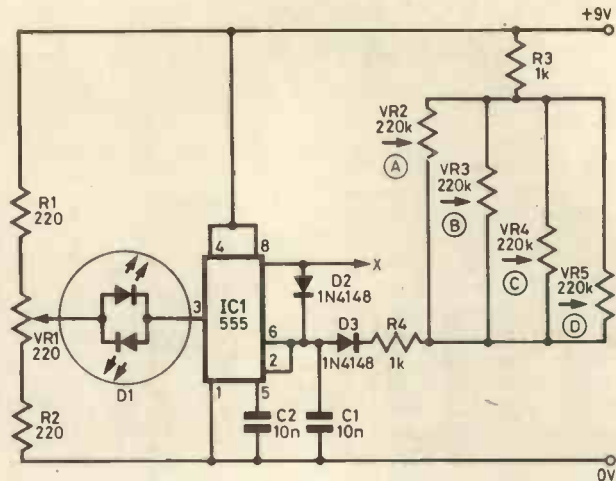 +9V
R3
1k
VR2
220k
A
VR3
220k
B
VR4
220k
C
VR5
220k
D
R1
220
4
8
X
D2
1N4148
3
IC1
555
VR1
220
D1
6
D3
R4
2
1N4148
1k
1
5
R2
220
C2
10n
C1
10n
0V